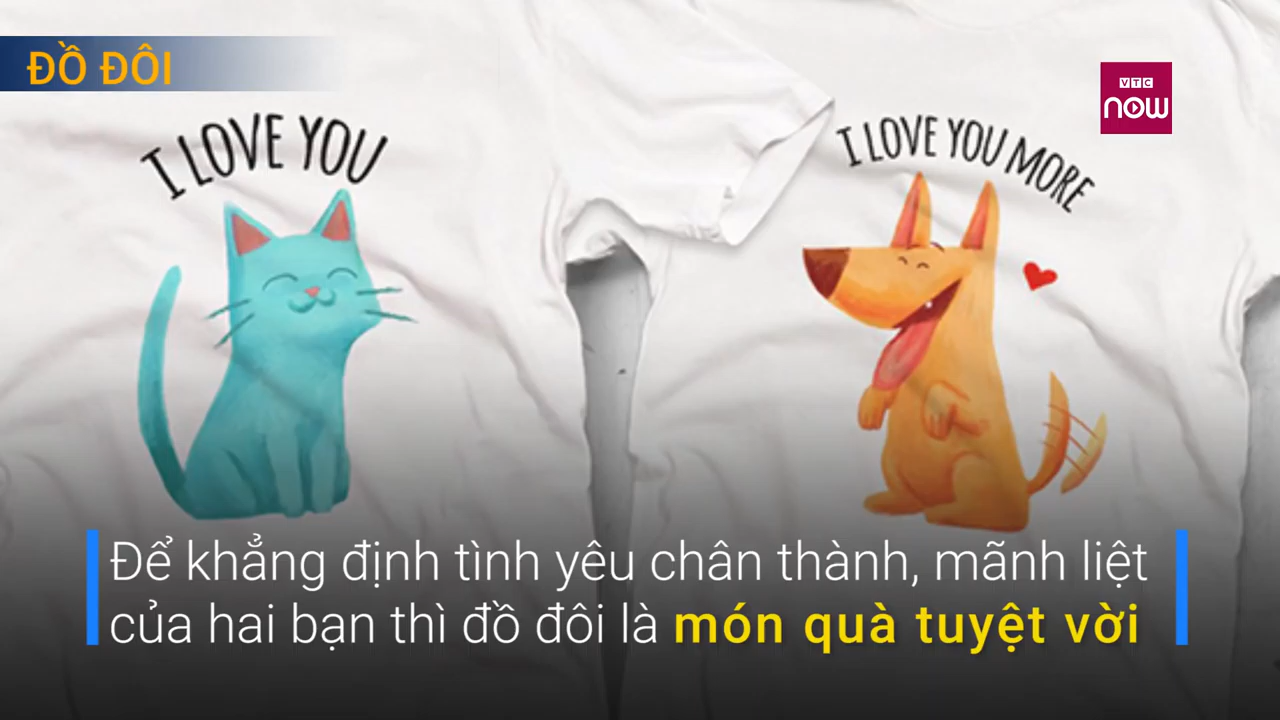 ĐỒ ĐÔI
VTC
now
I LOVE YOU
I LOVE YOU MORE
Để khẳng định tình yêu chân thành, mãnh liệt
của hai bạn thì đồ đôi là món quà tuyệt vời